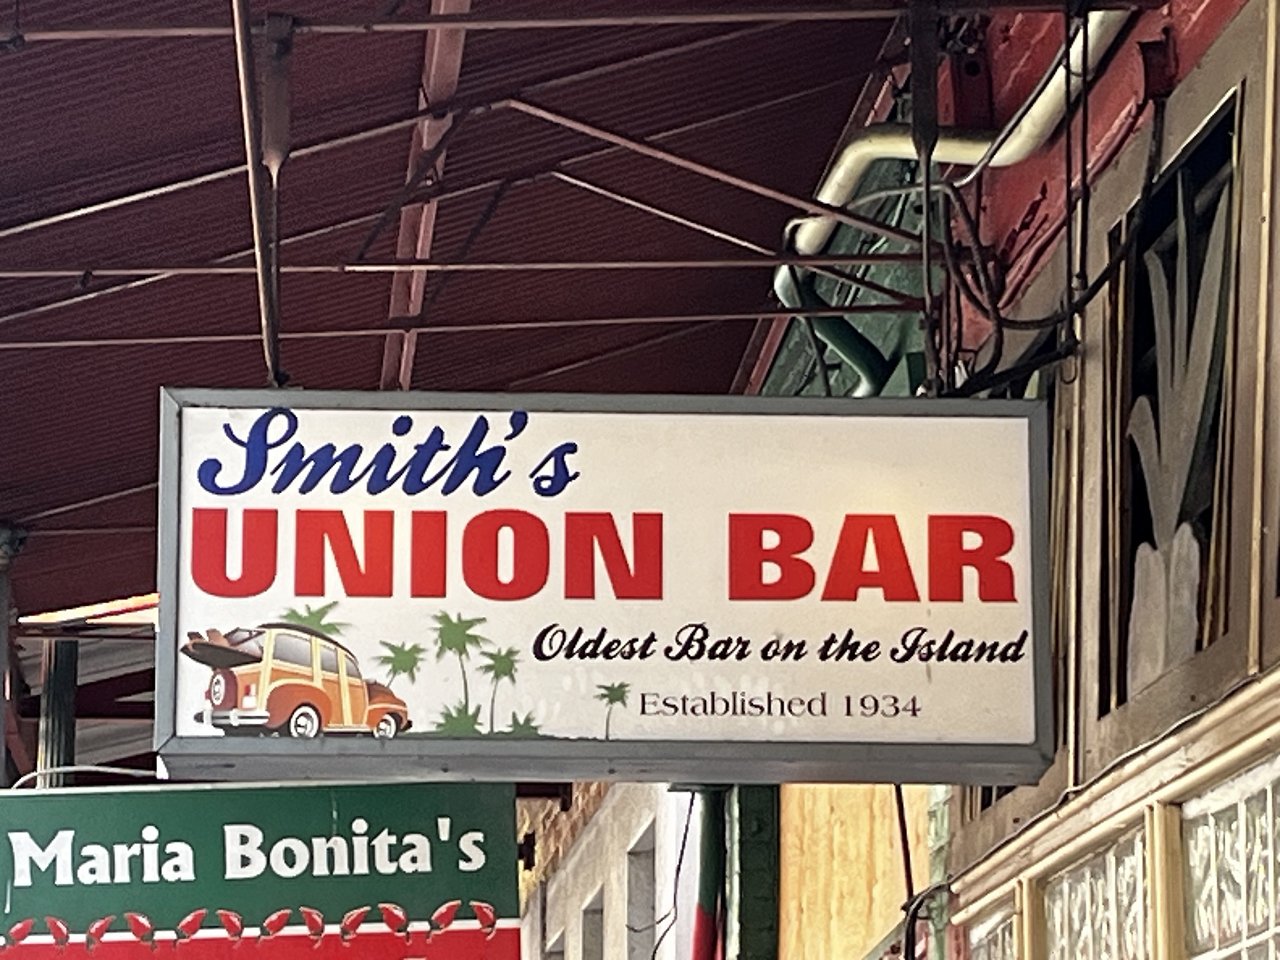 Smith's
UNION BAR
Oldest Bar on the Island
Established 1934
Maria Bonita's